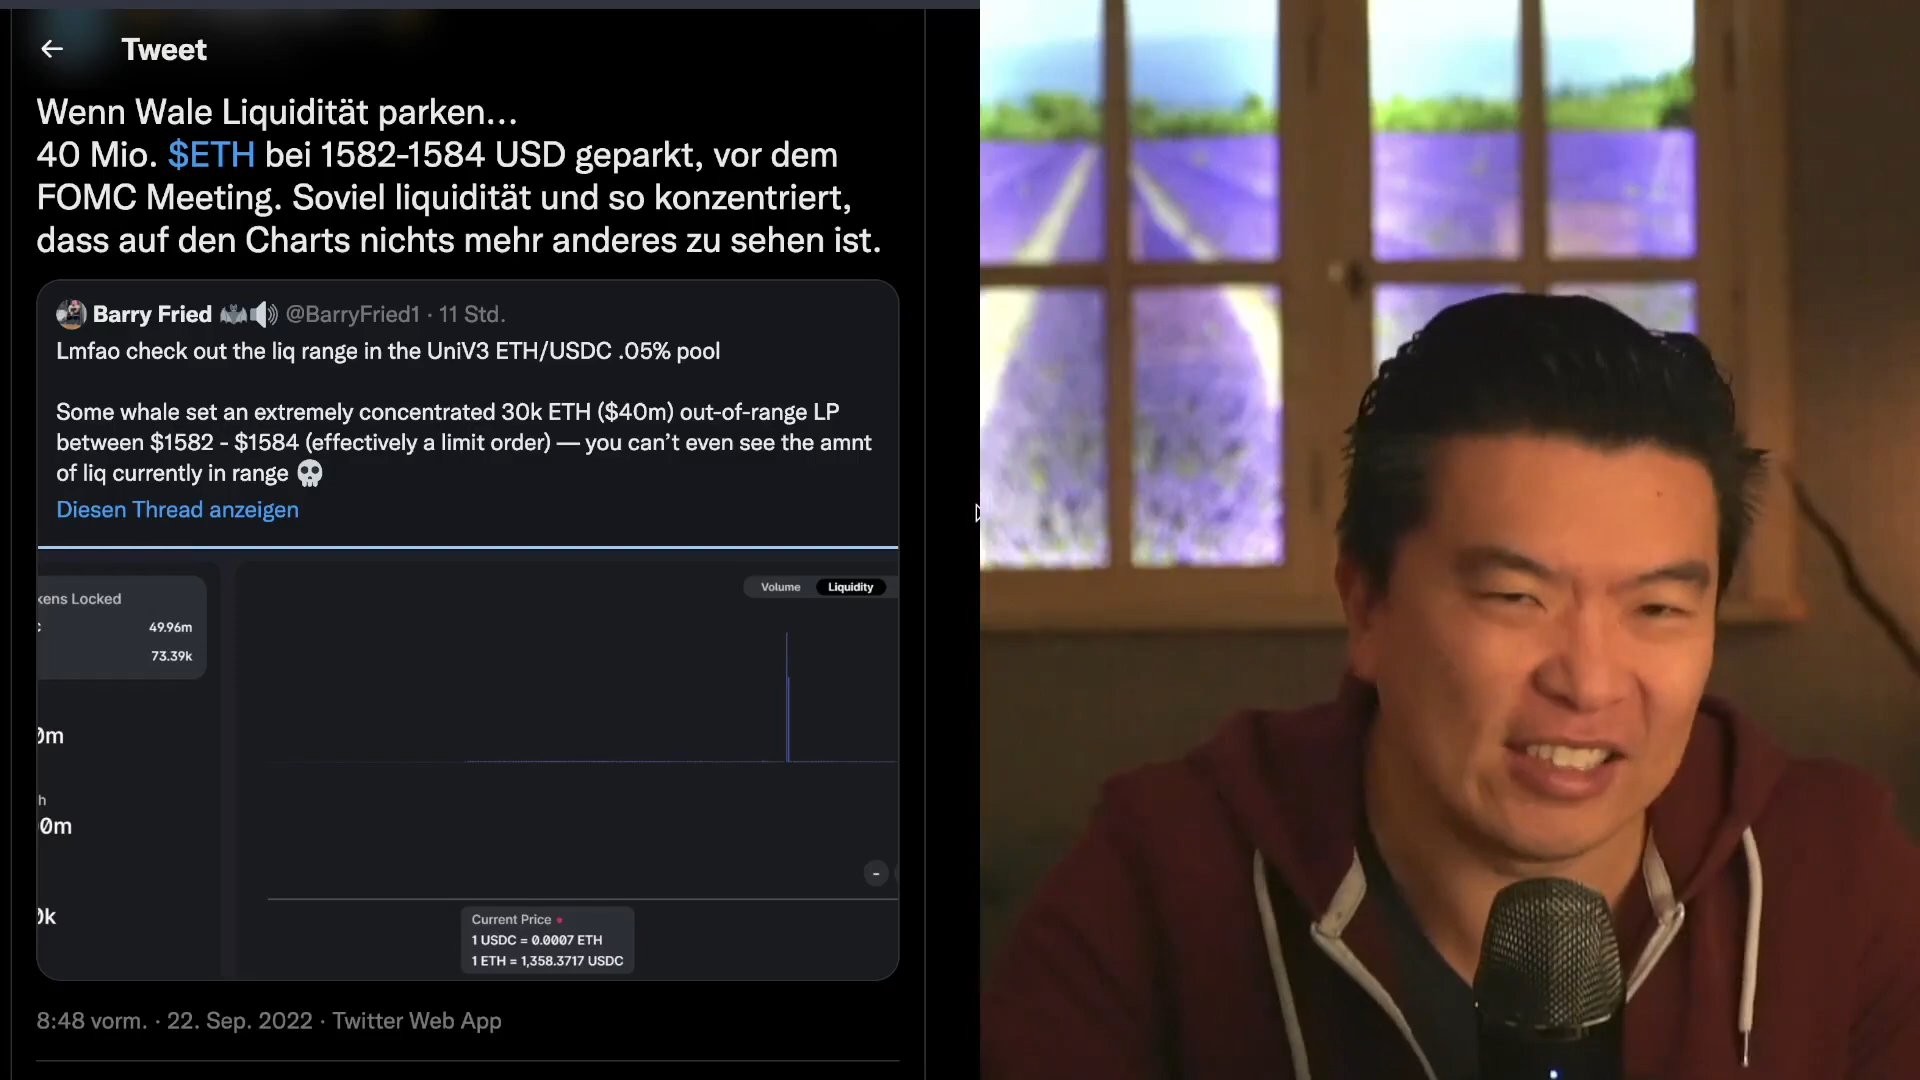 Tweet
Wenn Wale Liquidität parken...
40 Mio. $ETH bei 1582-1584 USD geparkt, vor dem
FOMC Meeting. Soviel liquidität und so konzentriert,
dass auf den Charts nichts mehr anderes zu sehen ist.
Barry Fried 🦇🔊 @BarryFried1 · 11 Std.
Lmfao check out the liq range in the UniV3 ETH/USDC .05% pool
Some whale set an extremely concentrated 30k ETH ($40m) out-of-range LP
between $1582 - $1584 (effectively a limit order) — you can't even see the amnt
of liq currently in range 💀
Diesen Thread anzeigen
Volume Liquidity
kens Locked
49.96m
73.39k
0m
h
0m
0k
-
Current Price
1 USDC = 0.0007 ETH
1 ETH = 1,358.3717 USDC
8:48 vorm. · 22. Sep. 2022 · Twitter Web App